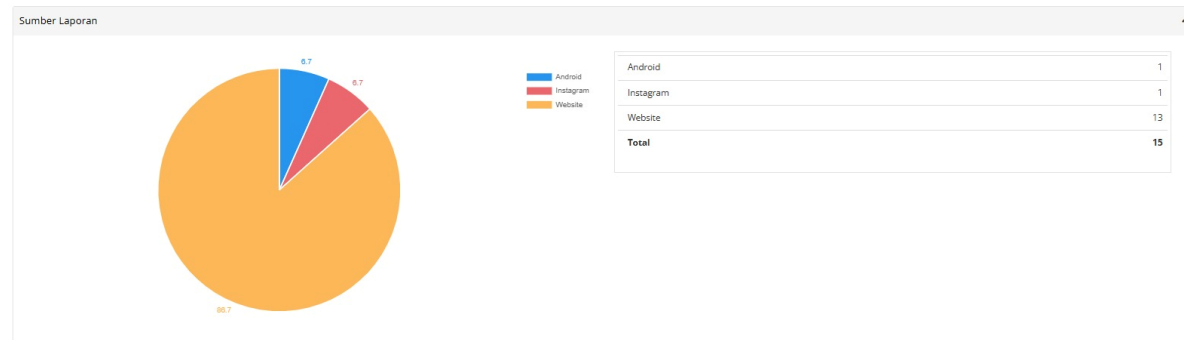 Sumber Laporan
6.7
6.7
86.7
Android
Instagram
Website
Android 1
Instagram 1
Website 13
Total 15